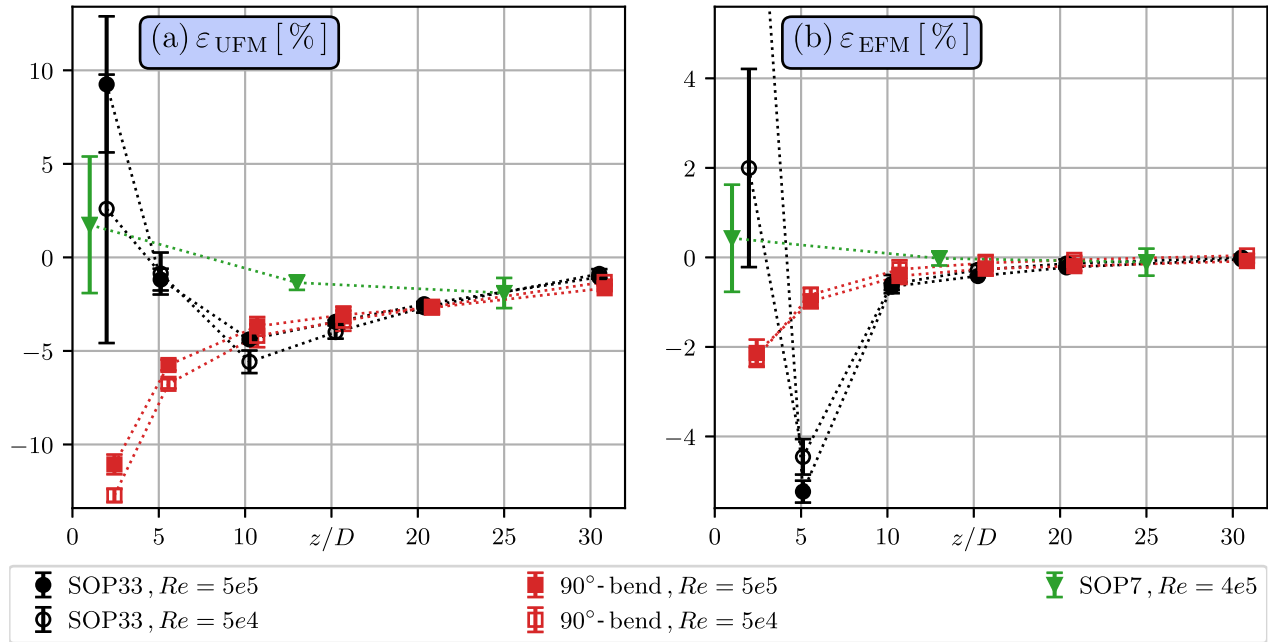 (a) ε_UFM [ % ]
(b) ε_EFM [ % ]
10
5
0
−5
−10
4
2
0
−2
−4
0 5 10 z/D 20 25 30
0 5 10 z/D 20 25 30
SOP33 , Re = 5e5
90°- bend , Re = 5e5
SOP7 , Re = 4e5
SOP33 , Re = 5e4
90°- bend , Re = 5e4